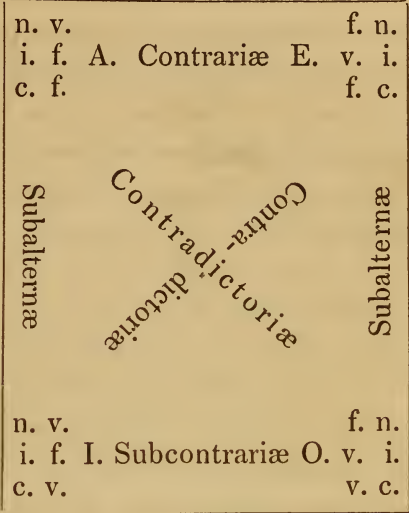 n. v. f. n.
i. f. A. Contrariæ E. v. i.
c. f. f. c.
Subalternæ
Contradictoriæ
Contra-
dictoriæ
Subalternæ
n. v. f. n.
i. f. I. Subcontrariæ O. v. i.
c. v. v. c.